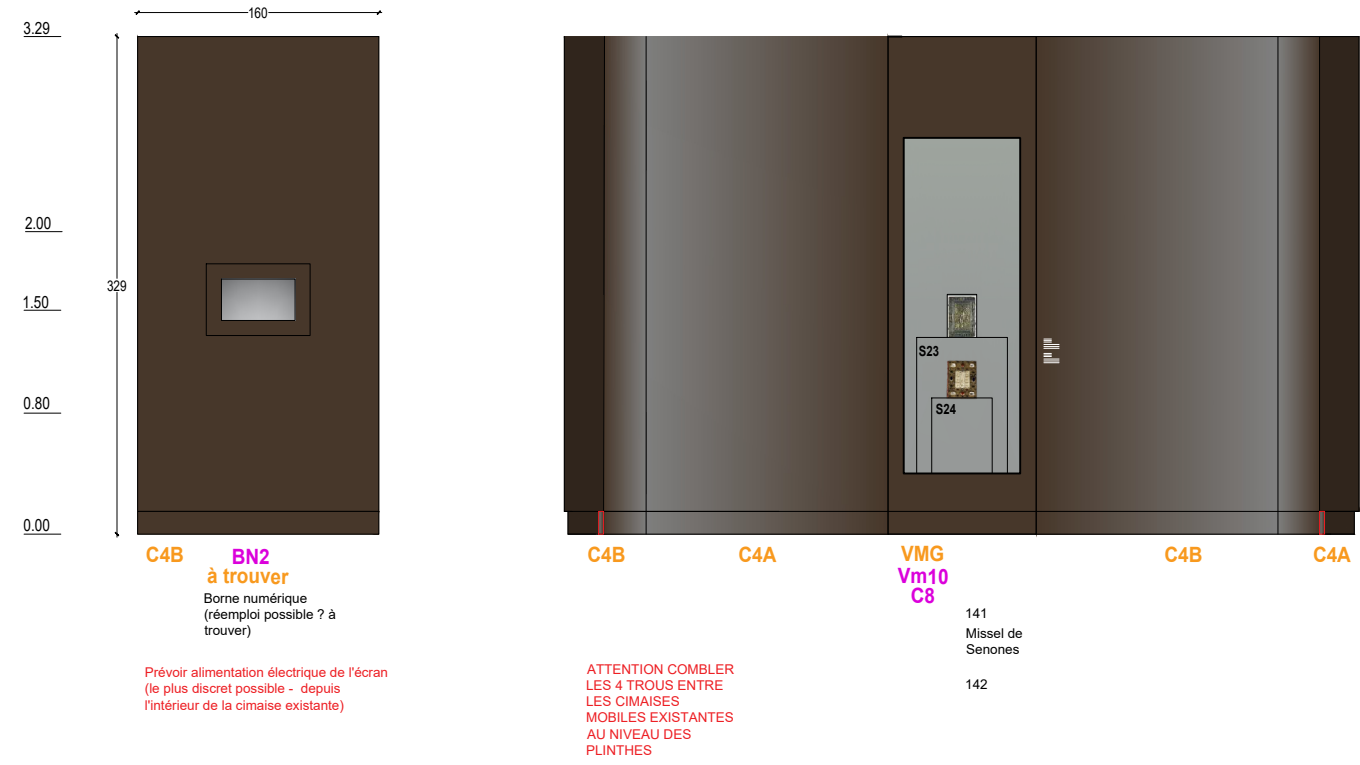 160
3.29
2.00
1.50
0.80
0.00
329
C4B
BN2
à trouver
Borne numérique
(réemploi possible ? à
trouver)
Prévoir alimentation électrique de l'écran
(le plus discret possible - depuis
l'intérieur de la cimaise existante)
S23
S24
C4B
C4A
VMG
Vm10
C8
C4B
C4A
141
Missel de
Senones
142
ATTENTION COMBLER
LES 4 TROUS ENTRE
LES CIMAISES
MOBILES EXISTANTES
AU NIVEAU DES
PLINTHES